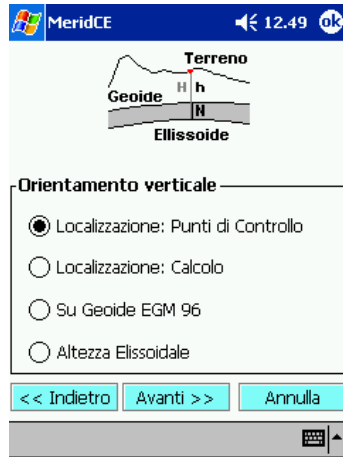 MeridCE 12.49 ok
Terreno
H h
Geoide
N
Ellissoide
Orientamento verticale
Localizzazione: Punti di Controllo
Localizzazione: Calcolo
Su Geoide EGM 96
Altezza Elissoidale
<< Indietro Avanti >> Annulla